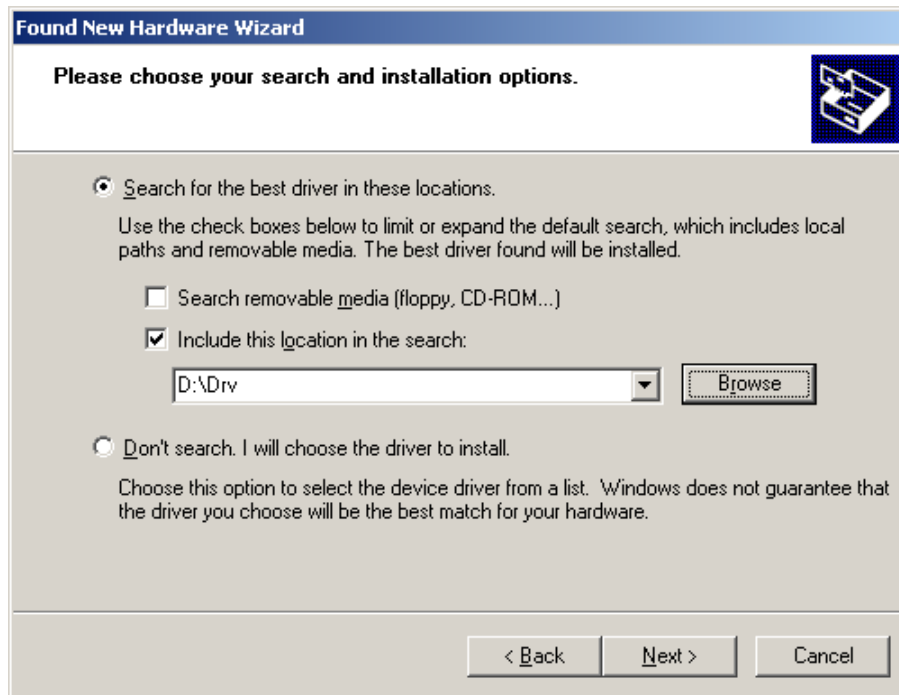 Found New Hardware Wizard
Please choose your search and installation options.
Search for the best driver in these locations.
Use the check boxes below to limit or expand the default search, which includes local
paths and removable media. The best driver found will be installed.
Search removable media (floppy, CD-ROM...)
Include this location in the search:
D:\Drv
Browse
Don't search. I will choose the driver to install.
Choose this option to select the device driver from a list.  Windows does not guarantee that
the driver you choose will be the best match for your hardware.
< Back
Next >
Cancel